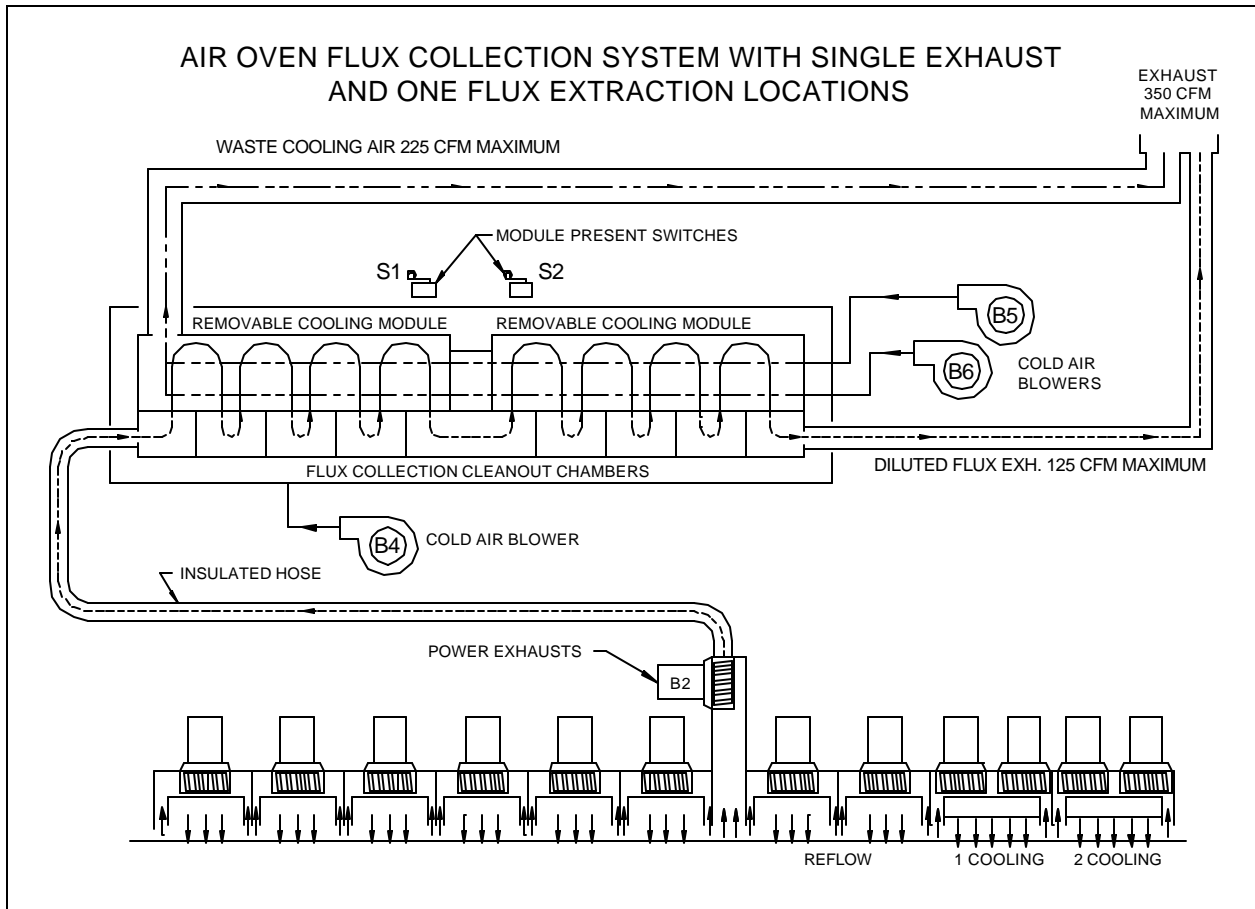 AIR OVEN FLUX COLLECTION SYSTEM WITH SINGLE EXHAUST
AND ONE FLUX EXTRACTION LOCATIONS
EXHAUST
350 CFM
MAXIMUM
WASTE COOLING AIR 225 CFM MAXIMUM
MODULE PRESENT SWITCHES
S1
S2
REMOVABLE COOLING MODULE
REMOVABLE COOLING MODULE
B5
B6
COLD AIR
BLOWERS
FLUX COLLECTION CLEANOUT CHAMBERS
DILUTED FLUX EXH. 125 CFM MAXIMUM
B4
COLD AIR BLOWER
INSULATED HOSE
POWER EXHAUSTS
B2
REFLOW
1 COOLING
2 COOLING